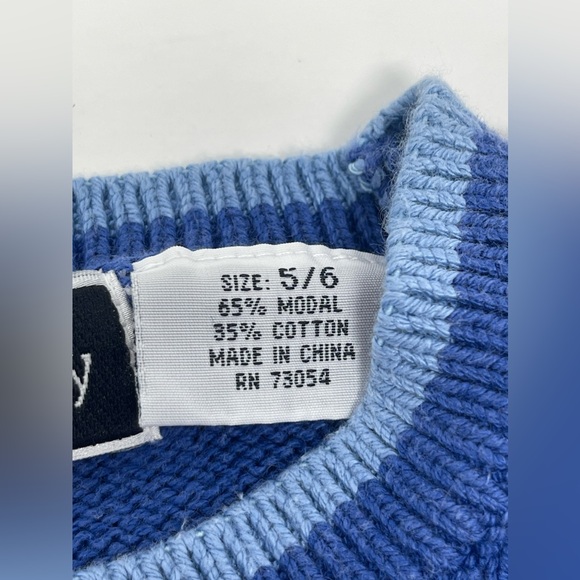 SIZE: 5/6
65% MODAL
35% COTTON
MADE IN CHINA
RN 73054
y